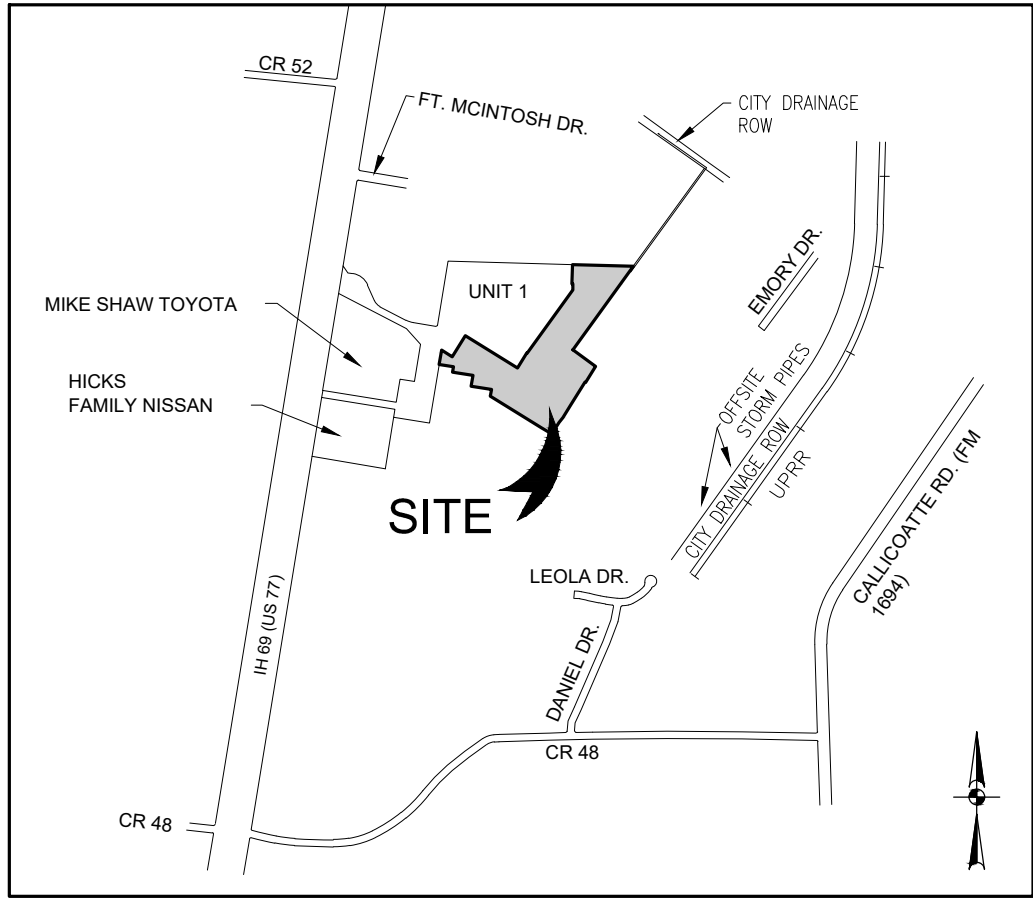 CR 52
FT. MCINTOSH DR.
CITY DRAINAGE
ROW
EMORY DR.
UNIT 1
MIKE SHAW TOYOTA
HICKS
FAMILY NISSAN
OFFSITE
STORM PIPES
CITY DRAINAGE ROW
UPRR
SITE
CALLICOATTE RD. (FM
1694)
LEOLA DR.
IH 69 (US 77)
DANIEL DR.
CR 48
CR 48